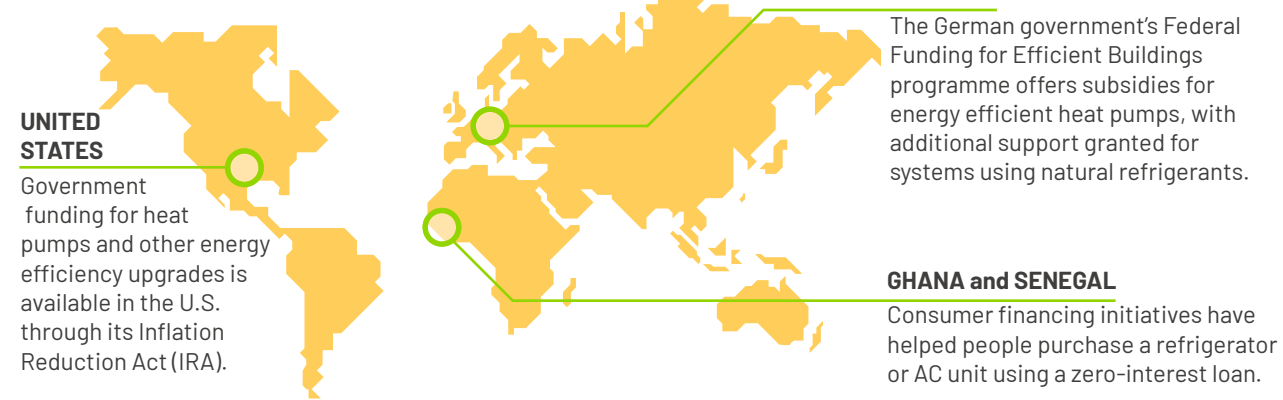 The German government's Federal
Funding for Efficient Buildings
programme offers subsidies for
energy efficient heat pumps, with
additional support granted for
systems using natural refrigerants.
UNITED
STATES
Government
funding for heat
pumps and other energy
efficiency upgrades is
available in the U.S.
through its Inflation
Reduction Act (IRA).
GHANA and SENEGAL
Consumer financing initiatives have
helped people purchase a refrigerator
or AC unit using a zero-interest loan.